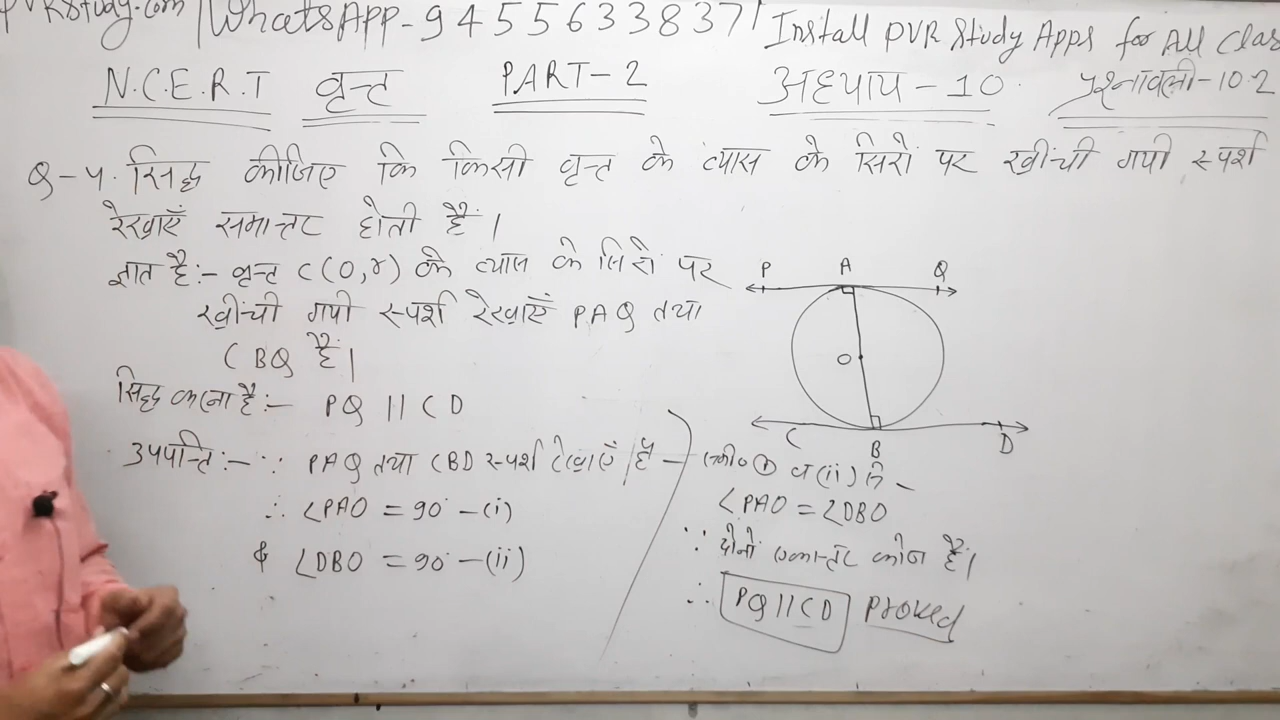 PVRStudy.com | WhatsApp-9455633837 | Install PVR Study Apps for All Clas
N.C.E.R.T वृत्त PART-2 अध्याय-10 प्रश्नावली-10.2
Q-4. सिद्ध कीजिए कि किसी वृत्त के व्यास के सिरों पर खींची गयी स्पर्श
रेखाएँ समान्तर होती हैं।
ज्ञात है:- वृत्त C(O,r) के व्यास के सिरों पर
खींची गयी स्पर्श रेखाएँ PAQ तथा
CBQ हैं।
सिद्ध करना है:- PQ || CD
उपपत्ति:- ∵ PAQ तथा CBD स्पर्श रेखाएँ हैं -
∴ ∠PAO = 90° -(i)
& ∠DBO = 90° -(ii)
P A Q
O
C B D
समी० (i) व (ii) से -
∠PAO = ∠DBO
∵ दोनों एकान्तर कोण हैं।
∴ PQ || CD Proved